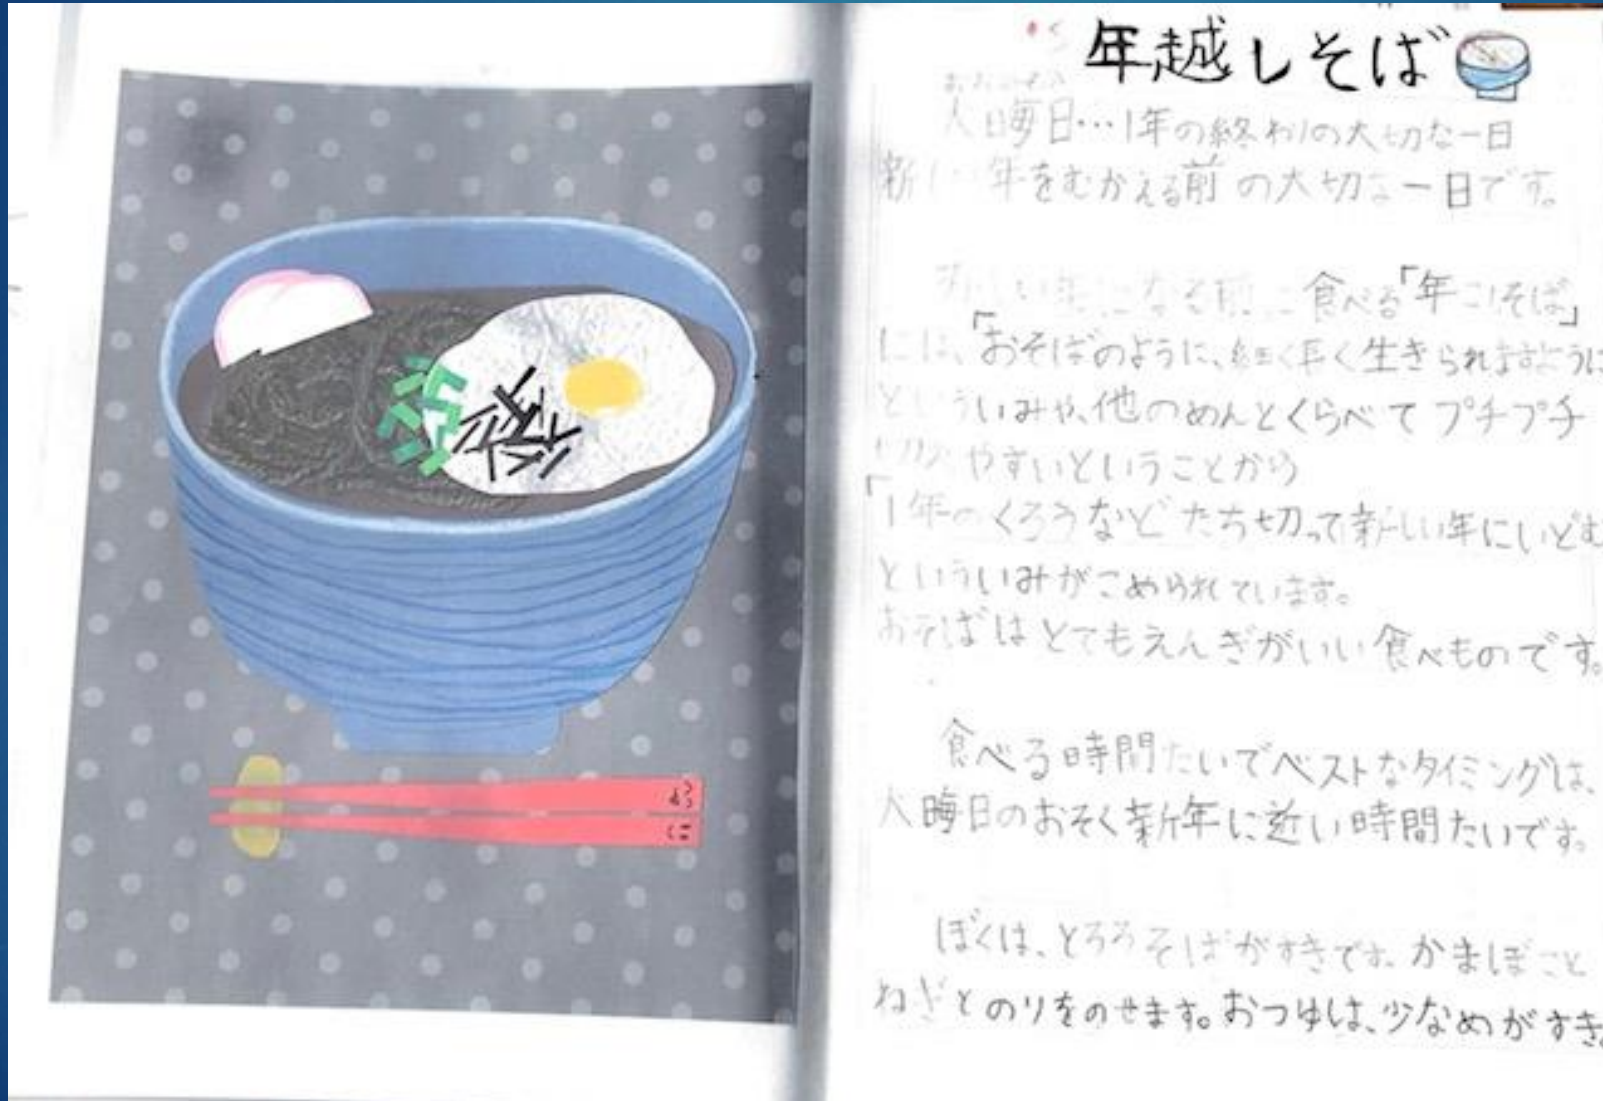 年越しそば
大晦日…1年の終わりの大切な一日
新しい年をむかえる前の大切な一日です。
新しい年になる前に食べる「年こしそば」
には、「おそばのように、細く長く生きられますように
といういみや、他のめんとくらべてプチプチ
やすいということから
「1年のくろうなどたち切って新しい年にいどむ
といういみがこめられています。
おそばはとてもえんぎがいい食べものです。
食べる時間たいでベストなタイミングは、
大晦日のおそく新年に近い時間たいです。
ぼくは、とろろそばがすきです。かまぼこと
ねぎとのりをのせます。おつゆは、少なめがすき。